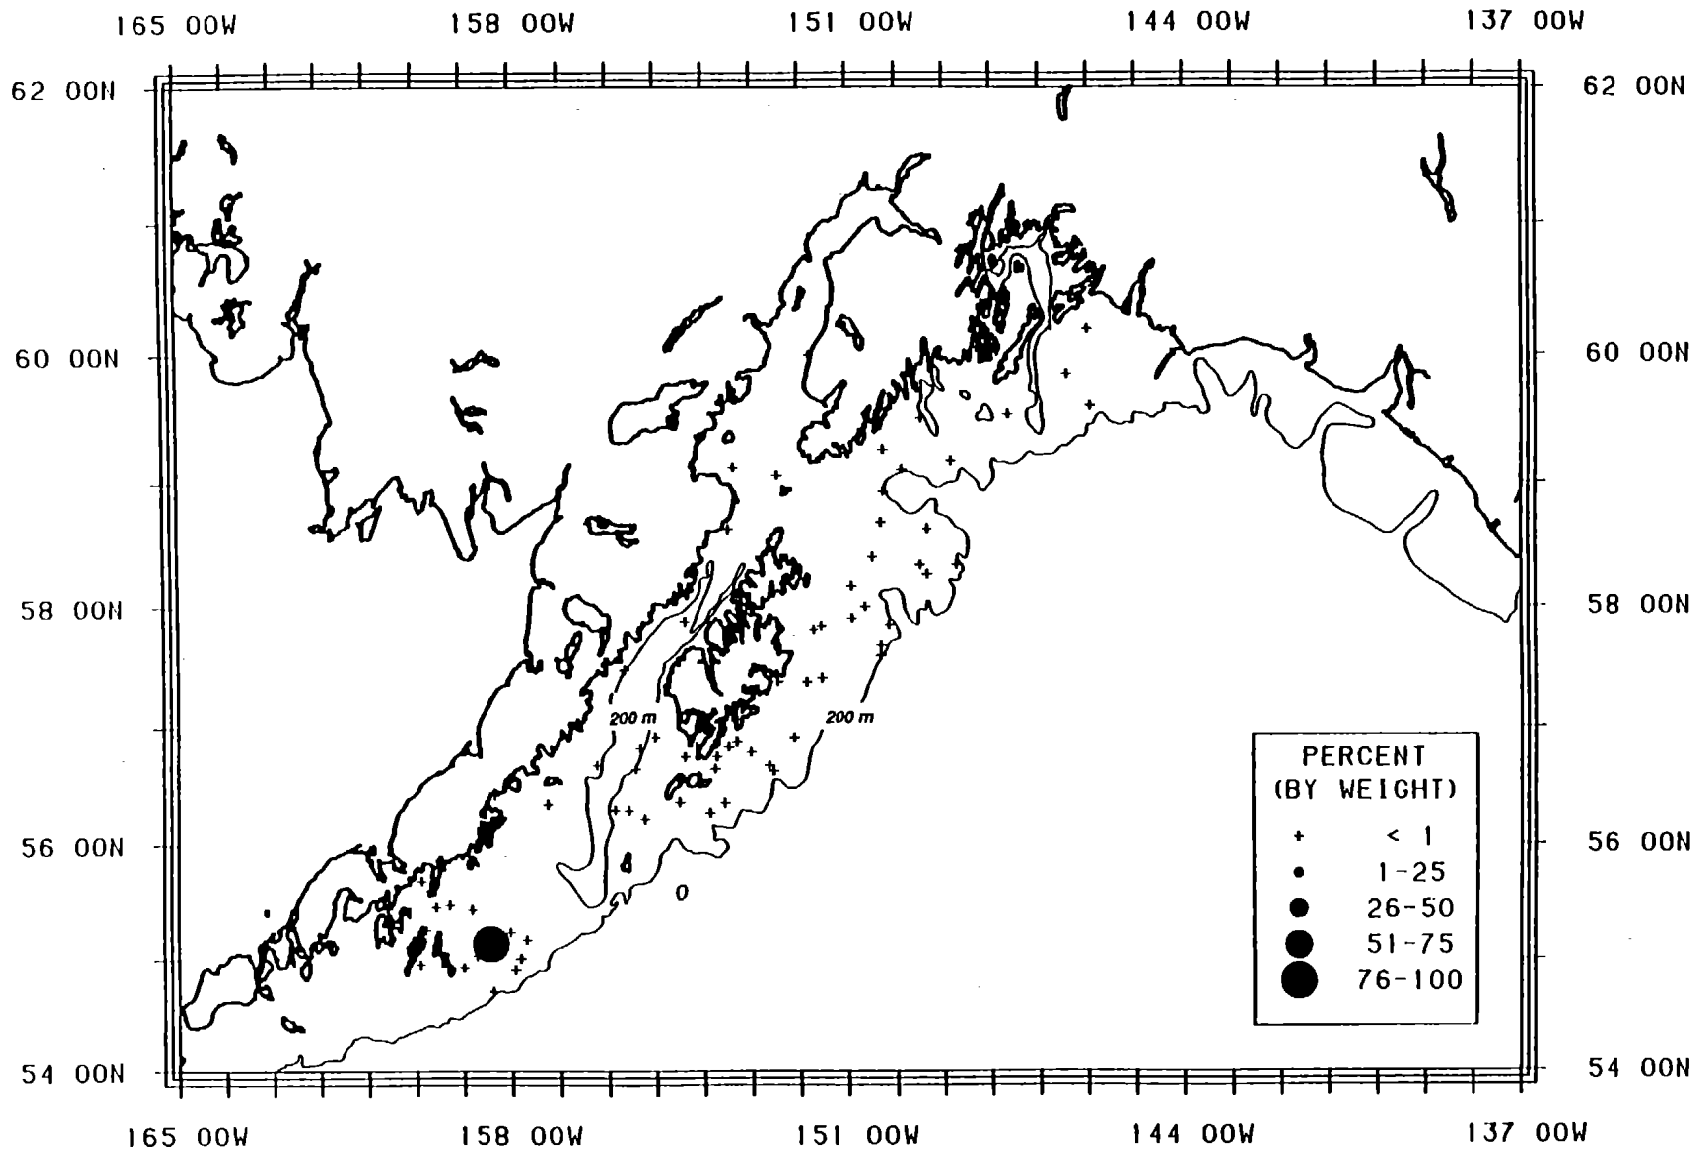 165 00W 158 00W 151 00W 144 00W 137 00W
62 00N 62 00N
60 00N 60 00N
58 00N 58 00N
200 m 200 m
PERCENT
(BY WEIGHT)
+ < 1
56 00N 56 00N
1-25
26-50
51-75
76-100
54 00N 54 00N
165 00W 158 00W 151 00W 144 00W 137 00W